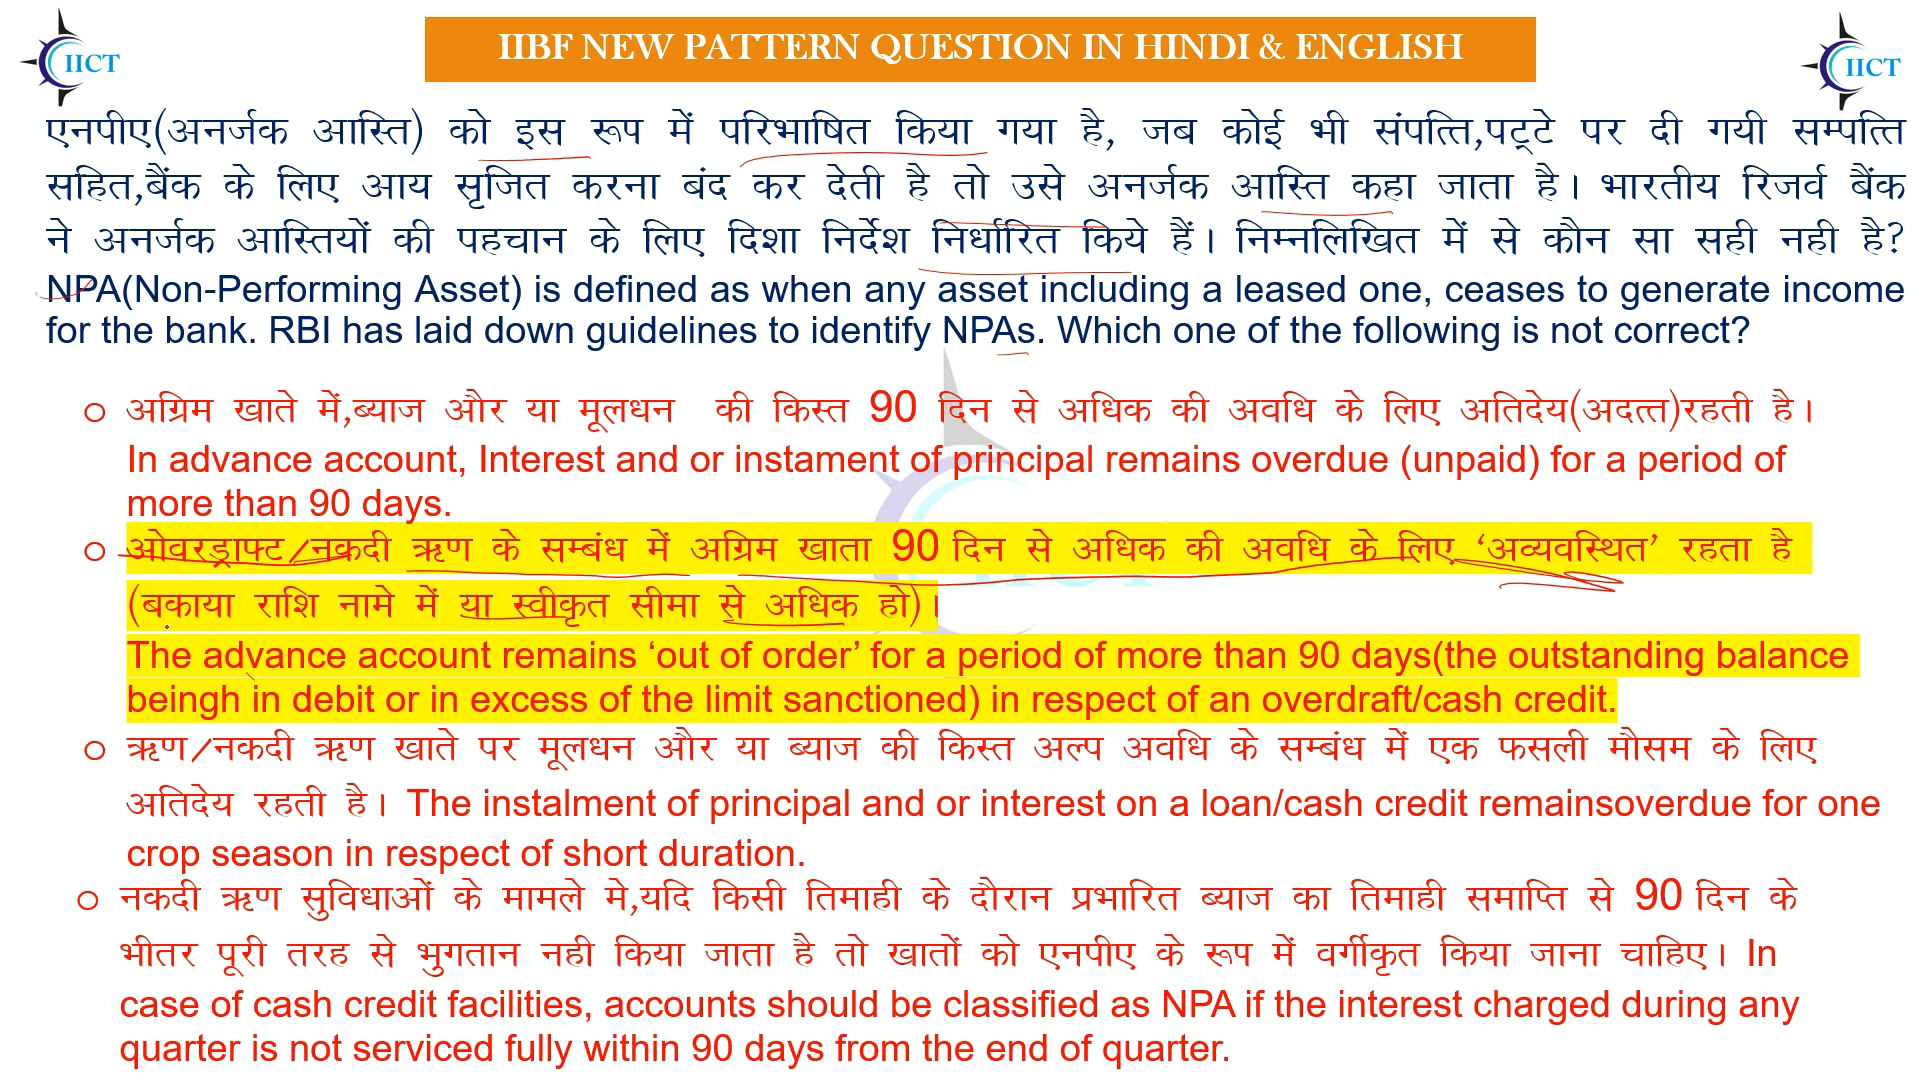 IICT
IIBF NEW PATTERN QUESTION IN HINDI & ENGLISH
IICT
एनपीए(अनर्जक आस्ति) को इस रूप में परिभाषित किया गया है, जब कोई भी संपत्ति,पट्टे पर दी गयी सम्पत्ति
सहित,बैंक के लिए आय सृजित करना बंद कर देती है तो उसे अनर्जक आस्ति कहा जाता है। भारतीय रिजर्व बैंक
ने अनर्जक आस्तियों की पहचान के लिए दिशा निर्देश निर्धारित किये हैं। निम्नलिखित में से कौन सा सही नही है?
NPA(Non-Performing Asset) is defined as when any asset including a leased one, ceases to generate income
for the bank. RBI has laid down guidelines to identify NPAs. Which one of the following is not correct?
अग्रिम खाते में,ब्याज और या मूलधन की किस्त 90 दिन से अधिक की अवधि के लिए अतिदेय(अदत्त)रहती है।
In advance account, Interest and or instament of principal remains overdue (unpaid) for a period of
more than 90 days.
ओवरड्राफ्ट/नकदी ऋण के सम्बंध में अग्रिम खाता 90 दिन से अधिक की अवधि के लिए ‘अव्यवस्थित’ रहता है
(बकाया राशि नामे में या स्वीकृत सीमा से अधिक हो)।
The advance account remains ‘out of order’ for a period of more than 90 days(the outstanding balance
beingh in debit or in excess of the limit sanctioned) in respect of an overdraft/cash credit.
ऋण/नकदी ऋण खाते पर मूलधन और या ब्याज की किस्त अल्प अवधि के सम्बंध में एक फसली मौसम के लिए
अतिदेय रहती है। The instalment of principal and or interest on a loan/cash credit remainsoverdue for one
crop season in respect of short duration.
नकदी ऋण सुविधाओं के मामले मे,यदि किसी तिमाही के दौरान प्रभारित ब्याज का तिमाही समाप्ति से 90 दिन के
भीतर पूरी तरह से भुगतान नही किया जाता है तो खातों को एनपीए के रूप में वर्गीकृत किया जाना चाहिए। In
case of cash credit facilities, accounts should be classified as NPA if the interest charged during any
quarter is not serviced fully within 90 days from the end of quarter.